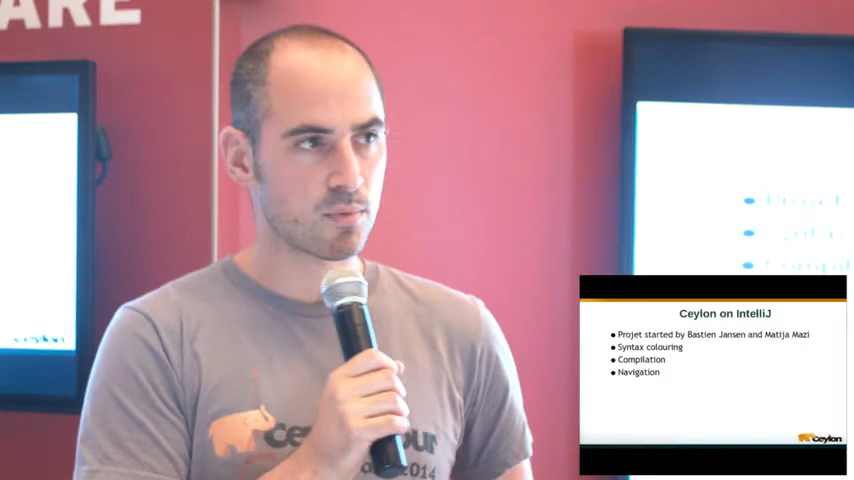 ARE
ceylon
2014
Ceylon on IntelliJ
● Projet started by Bastien Jansen and Matija Mazi
● Syntax colouring
● Compilation
● Navigation
ceylon